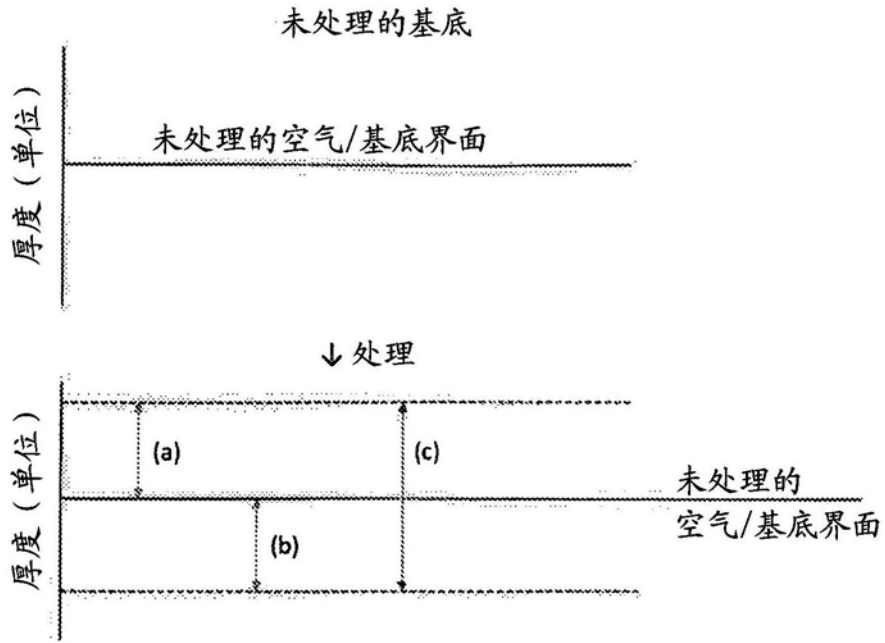 未处理的基底
厚度(单位)
未处理的空气/基底界面
↓处理
厚度(单位)
(a)
(c)
(b)
未处理的
空气/基底界面